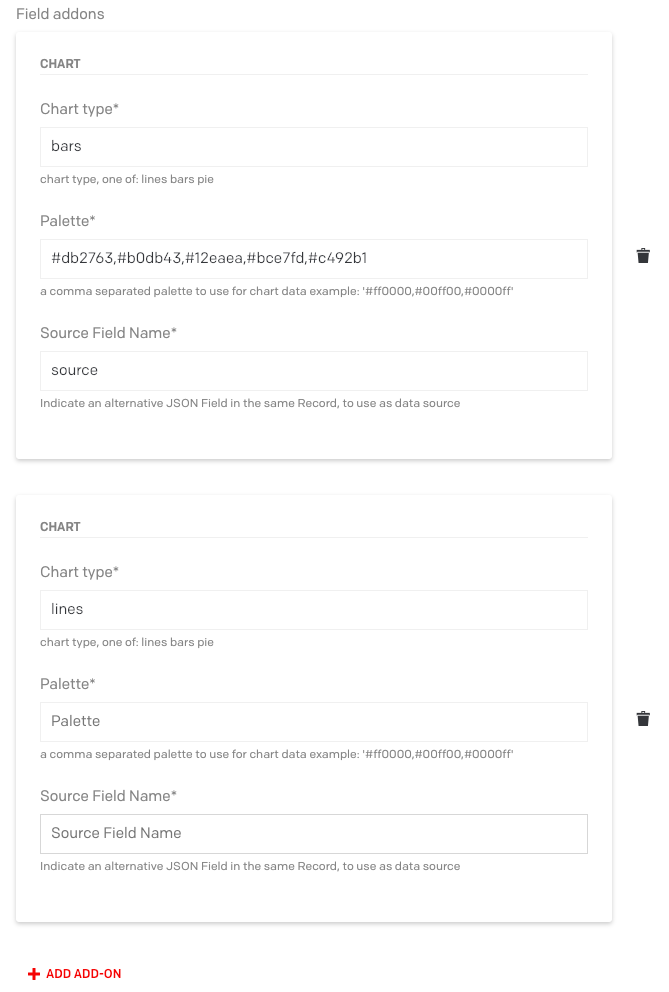 Field addons
CHART
Chart type*
bars
chart type, one of: lines bars pie
Palette*
#db2763,#b0db43,#12eaea,#bce7fd,#c492b1
a comma separated palette to use for chart data example: '#ff0000,#00ff00,#0000ff'
Source Field Name*
source
Indicate an alternative JSON Field in the same Record, to use as data source
CHART
Chart type*
lines
chart type, one of: lines bars pie
Palette*
Palette
a comma separated palette to use for chart data example: '#ff0000,#00ff00,#0000ff'
Source Field Name*
Source Field Name
Indicate an alternative JSON Field in the same Record, to use as data source
ADD ADD-ON